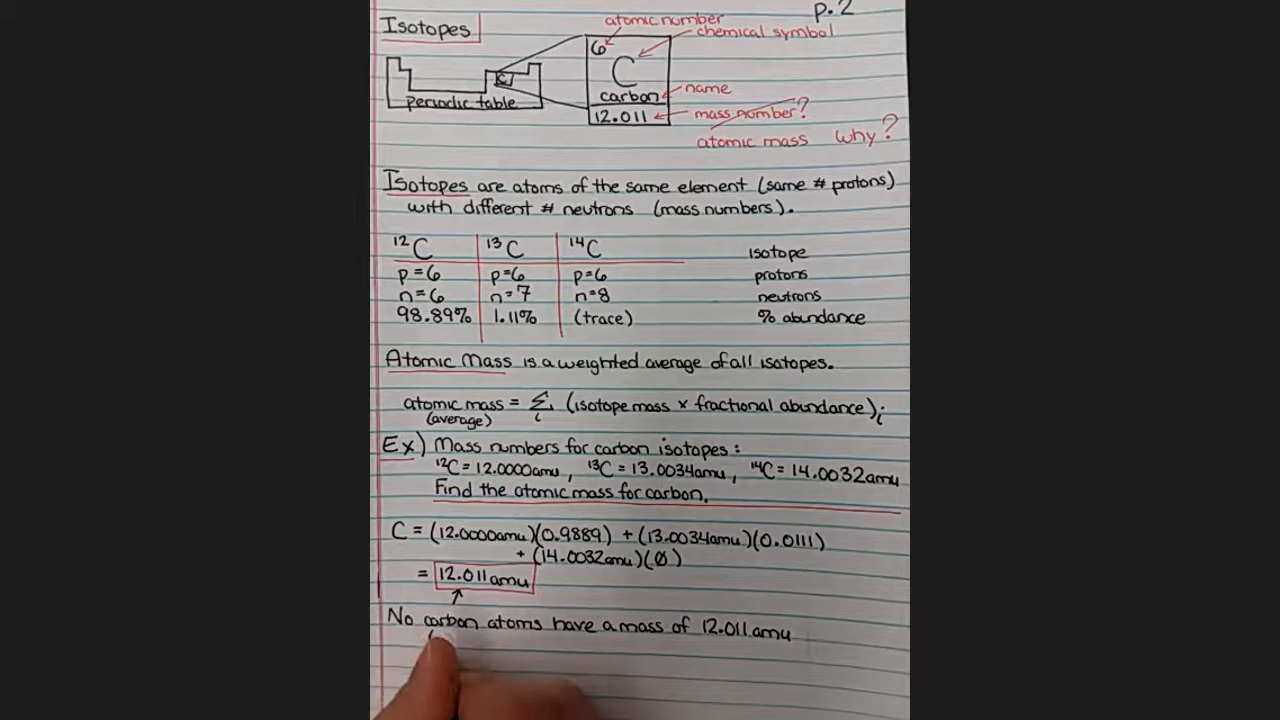 p.2
Isotopes
atomic number
chemical symbol
6
C
carbon
name
12.011
mass number?
atomic mass why?
C
periodic table
Isotopes are atoms of the same element (same # protons)
with different # neutrons (mass numbers).
¹²C ¹³C ¹⁴C isotope
p=6 p=6 p=6 protons
n=6 n=7 n=8 neutrons
98.89% 1.11% (trace) % abundance
Atomic Mass is a weighted average of all isotopes.
atomic mass = Σᵢ (isotope mass × fractional abundance)ᵢ
(average)
Ex) Mass numbers for carbon isotopes:
¹²C = 12.0000amu, ¹³C = 13.0034amu, ¹⁴C = 14.0032amu
Find the atomic mass for carbon.
C = (12.0000amu)(0.9889) + (13.0034amu)(0.0111)
+ (14.0032amu)(0)
= 12.011amu
No carbon atoms have a mass of 12.011amu